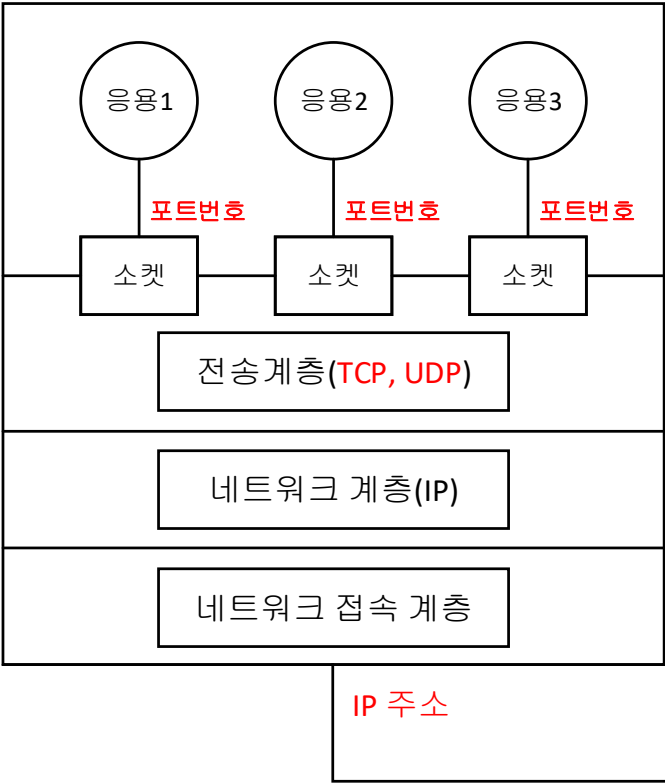 응용1 응용2 응용3
포트번호 포트번호 포트번호
소켓 소켓 소켓
전송계층(TCP, UDP)
네트워크 계층(IP)
네트워크 접속 계층
IP 주소